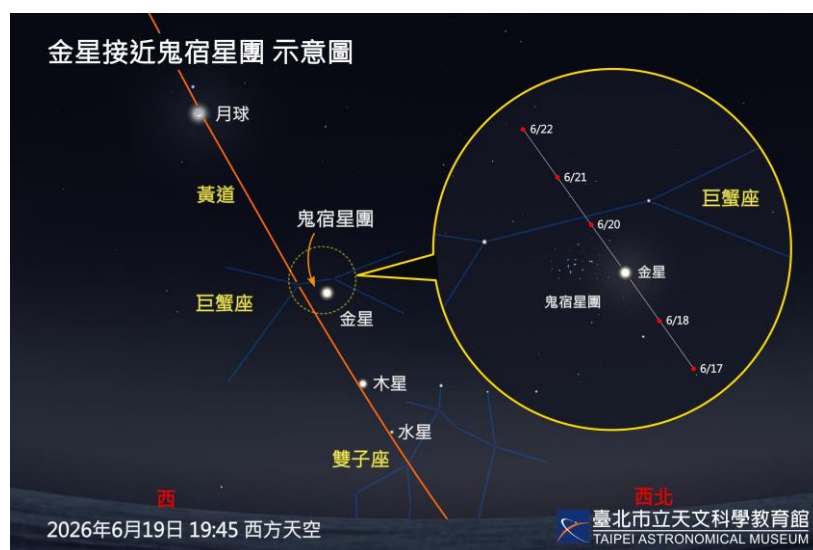 金星接近鬼宿星團 示意圖
月球
黃道
鬼宿星團
巨蟹座
金星
木星
水星
雙子座
6/22
6/21
6/20
巨蟹座
金星
鬼宿星團
6/18
6/17
西
西北
2026年6月19日 19:45 西方天空
臺北市立天文科學教育館
TAIPEI ASTRONOMICAL MUSEUM